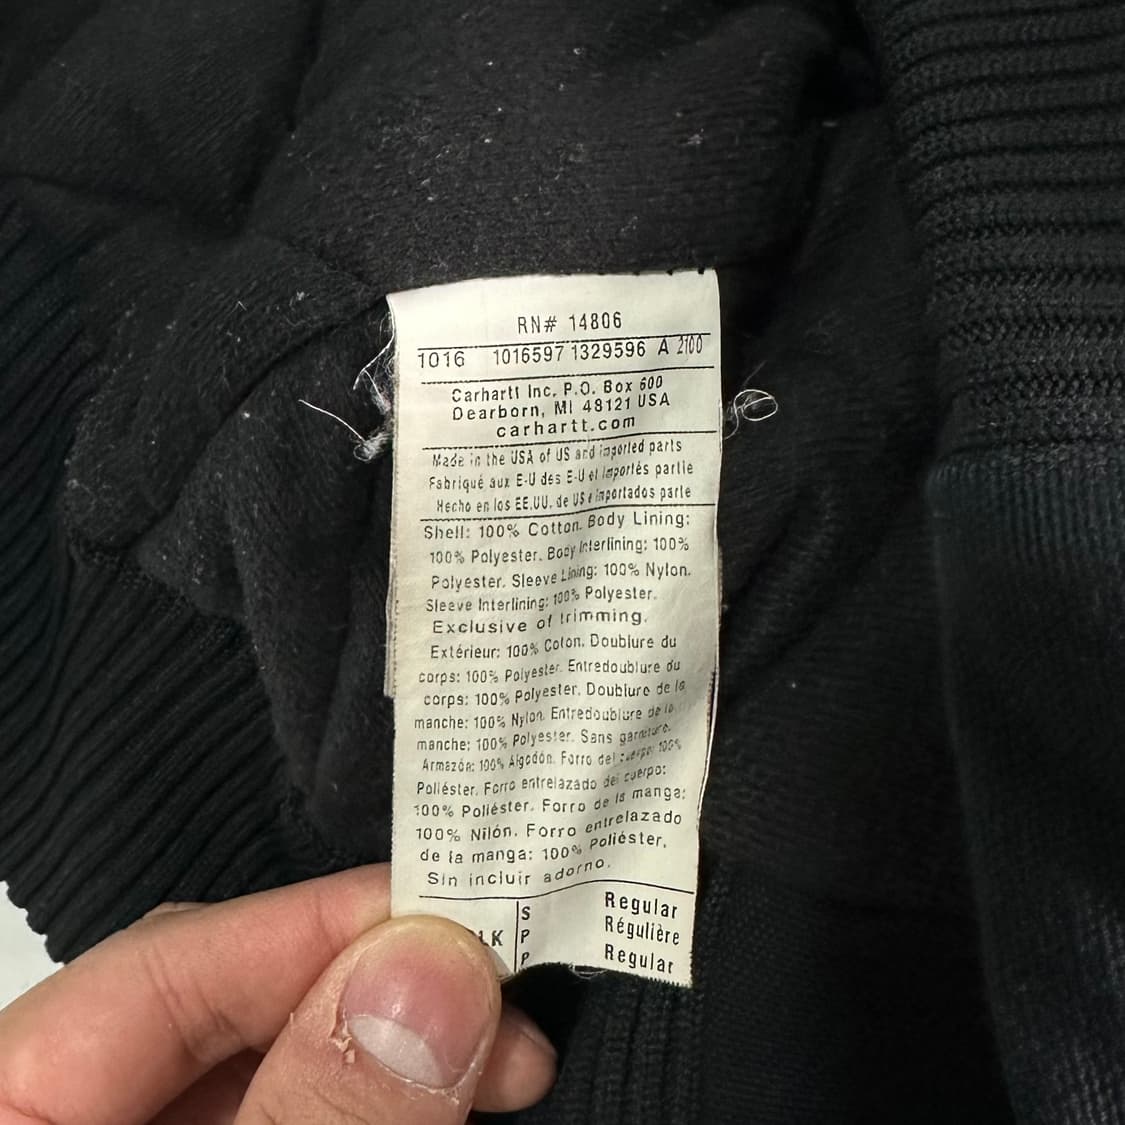 RN# 14806
1016 1016597 1329596 A 2100
Carhartt Inc. P.O. Box 600
Dearborn, MI 48121 USA
carhartt.com
Made in the USA of US and imported parts
Fabriqué aux E-U des E-U et importés partie
Hecho en los EE.UU. de US e importados parte
Shell: 100% Cotton. Body Lining:
100% Polyester. Body Interlining: 100%
Polyester. Sleeve Lining: 100% Nylon.
Sleeve Interlining: 100% Polyester.
Exclusive of trimming.
Extérieur: 100% Coton. Doublure du
corps: 100% Polyester. Entredoublure du
corps: 100% Polyester. Doublure de la
manche: 100% Nylon. Entredoublure de la
manche: 100% Polyester. Sans garniture.
Armazón: 100% Algodón. Forro del cuerpo: 100%
Poliéster. Forro entrelazado del cuerpo:
100% Poliéster. Forro de la manga:
100% Nilón. Forro entrelazado
de la manga: 100% Poliéster.
Sin incluir adorno.
LK S Regular
P Régulière
P Regular